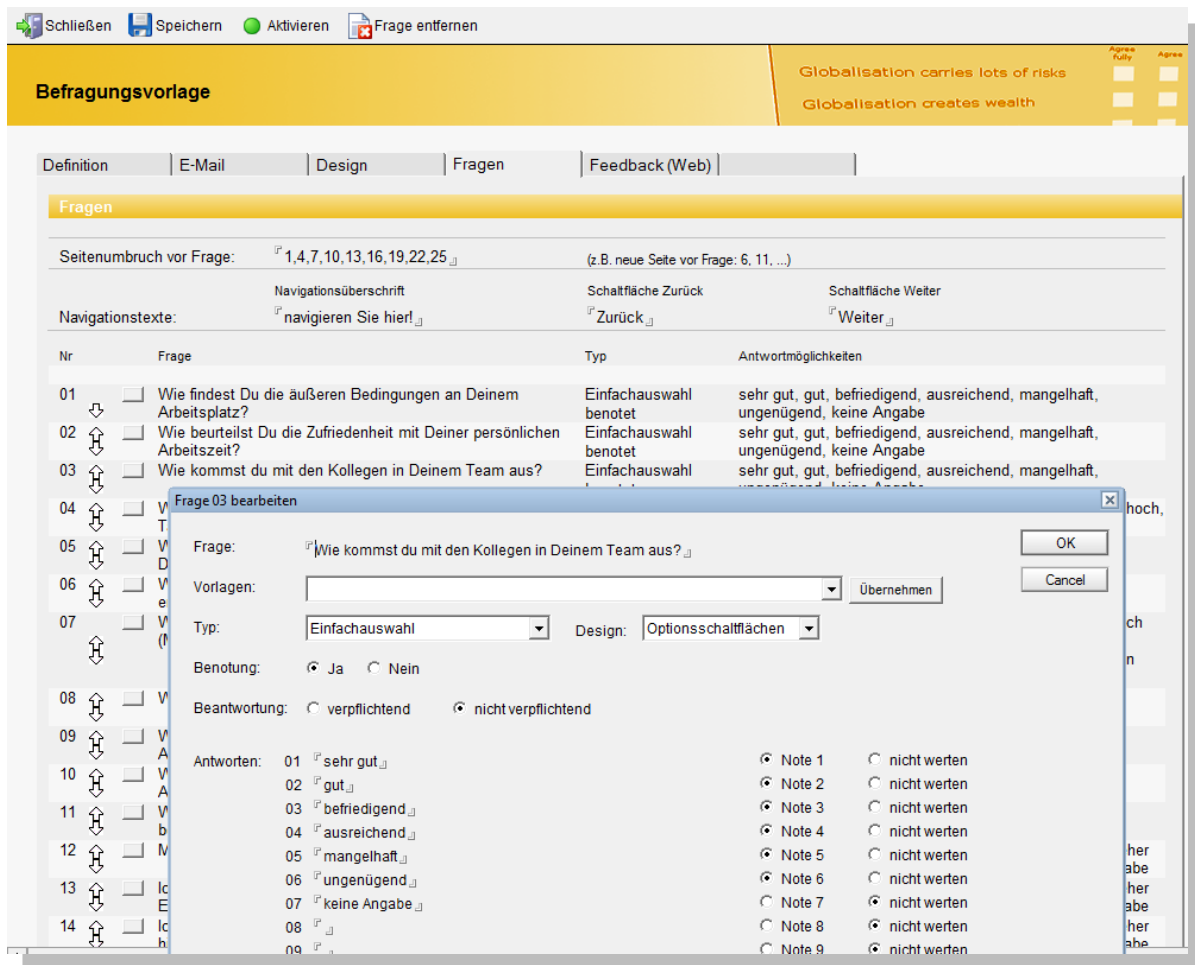 Schließen Speichern Aktivieren Frage entfernen
Befragungsvorlage
Globalisation carries lots of risks
Globalisation creates wealth
Agree fully Agree
Definition E-Mail Design Fragen Feedback (Web)
Fragen
Seitenumbruch vor Frage: 1,4,7,10,13,16,19,22,25 (z.B. neue Seite vor Frage: 6, 11, ...)
Navigationsüberschrift Schaltfläche Zurück Schaltfläche Weiter
Navigationstexte: navigieren Sie hier! Zurück Weiter
Nr Frage Typ Antwortmöglichkeiten
01 Wie findest Du die äußeren Bedingungen an Deinem Einfachauswahl sehr gut, gut, befriedigend, ausreichend, mangelhaft,
Arbeitsplatz? benotet ungenügend, keine Angabe
02 Wie beurteilst Du die Zufriedenheit mit Deiner persönlichen Einfachauswahl sehr gut, gut, befriedigend, ausreichend, mangelhaft,
Arbeitszeit? benotet ungenügend, keine Angabe
03 Wie kommst du mit den Kollegen in Deinem Team aus? Einfachauswahl sehr gut, gut, befriedigend, ausreichend, mangelhaft,
04 hoch,
05
06
07
08
09
10
11
12
13
14
Frage 03 bearbeiten
Frage: Wie kommst du mit den Kollegen in Deinem Team aus? OK
Vorlagen: Übernehmen Cancel
Typ: Einfachauswahl Design: Optionsschaltflächen
Benotung: Ja Nein
Beantwortung: verpflichtend nicht verpflichtend
Antworten: 01 sehr gut Note 1 nicht werten
02 gut Note 2 nicht werten
03 befriedigend Note 3 nicht werten
04 ausreichend Note 4 nicht werten
05 mangelhaft Note 5 nicht werten
06 ungenügend Note 6 nicht werten
07 keine Angabe Note 7 nicht werten
08 Note 8 nicht werten
09 Note 9 nicht werten